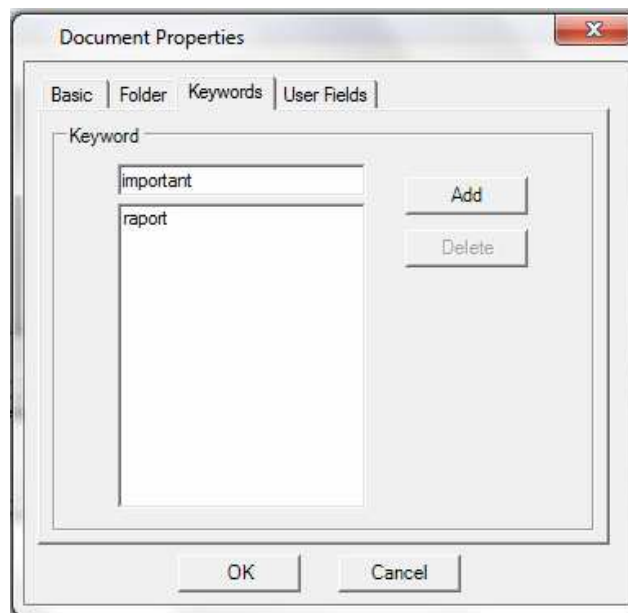 Document Properties
X
Basic Folder Keywords User Fields
Keyword
important
Add
raport
Delete
OK Cancel